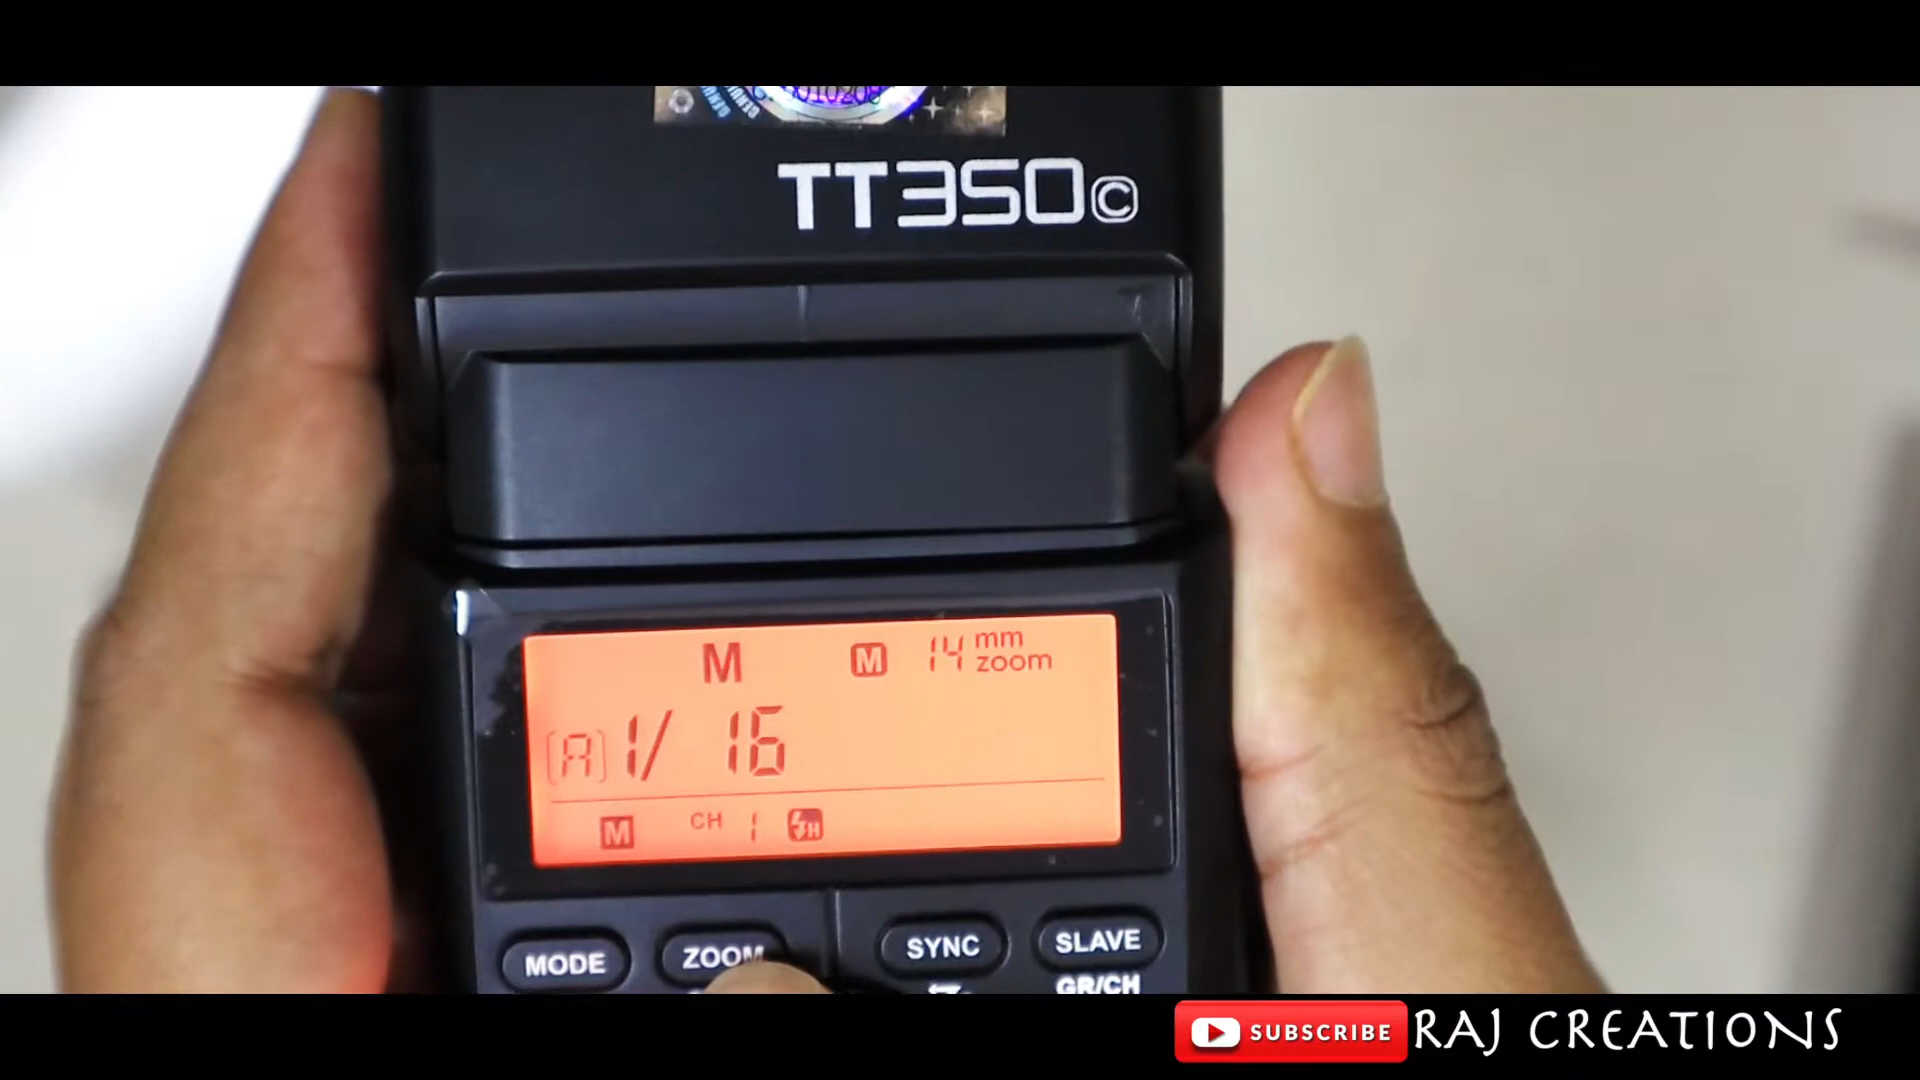 TT350C
M M 14 mm zoom
[A] 1/ 16
M CH 1 H
MODE ZOOM SYNC SLAVE
GR/CH
SUBSCRIBE RAJ CREATIONS